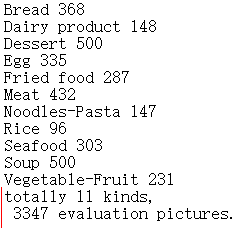 Bread 368
Dairy product 148
Dessert 500
Egg 335
Fried food 287
Meat 432
Noodles-Pasta 147
Rice 96
Seafood 303
Soup 500
Vegetable-Fruit 231
totally 11 kinds,
3347 evaluation pictures.